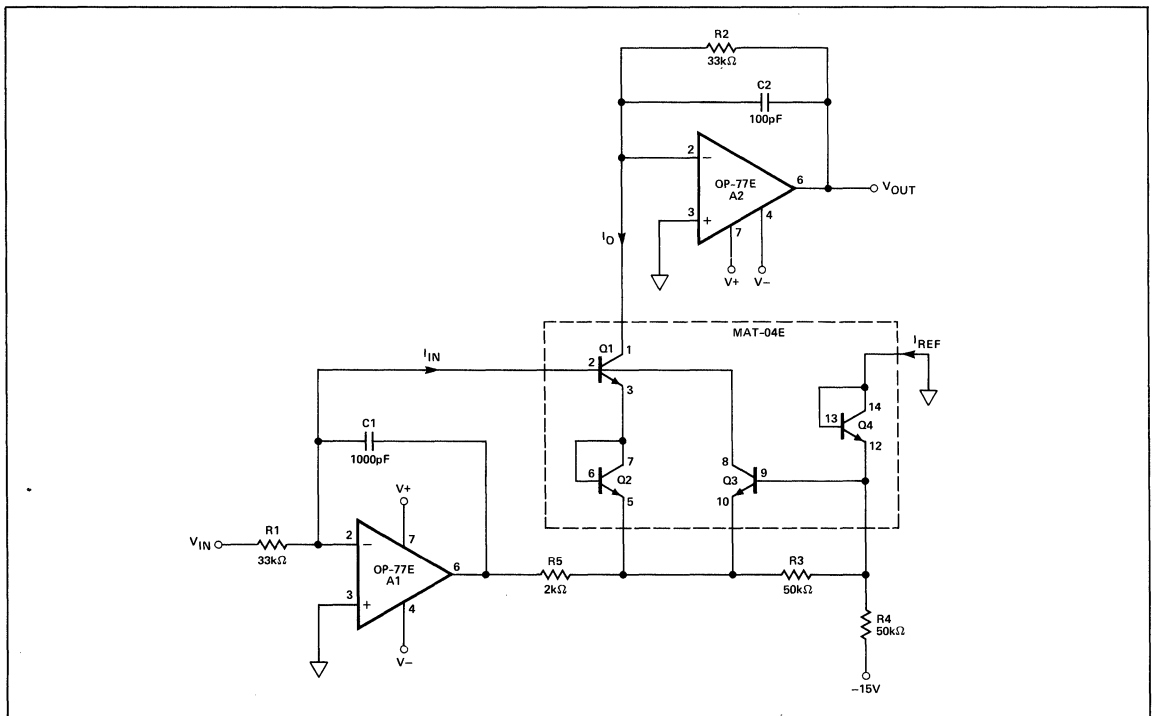 R2
33kΩ
C2
100pF
2
−
OP-77E
A2
6
VOUT
3
+
7
4
V+
V−
IO
MAT-04E
IREF
IIN
Q1
1
2
3
14
13
Q4
12
C1
1000pF
7
6
Q2
5
8
9
Q3
10
V+
VIN
R1
33kΩ
2
−
7
OP-77E
A1
6
3
+
4
V−
R5
2kΩ
R3
50kΩ
R4
50kΩ
−15V